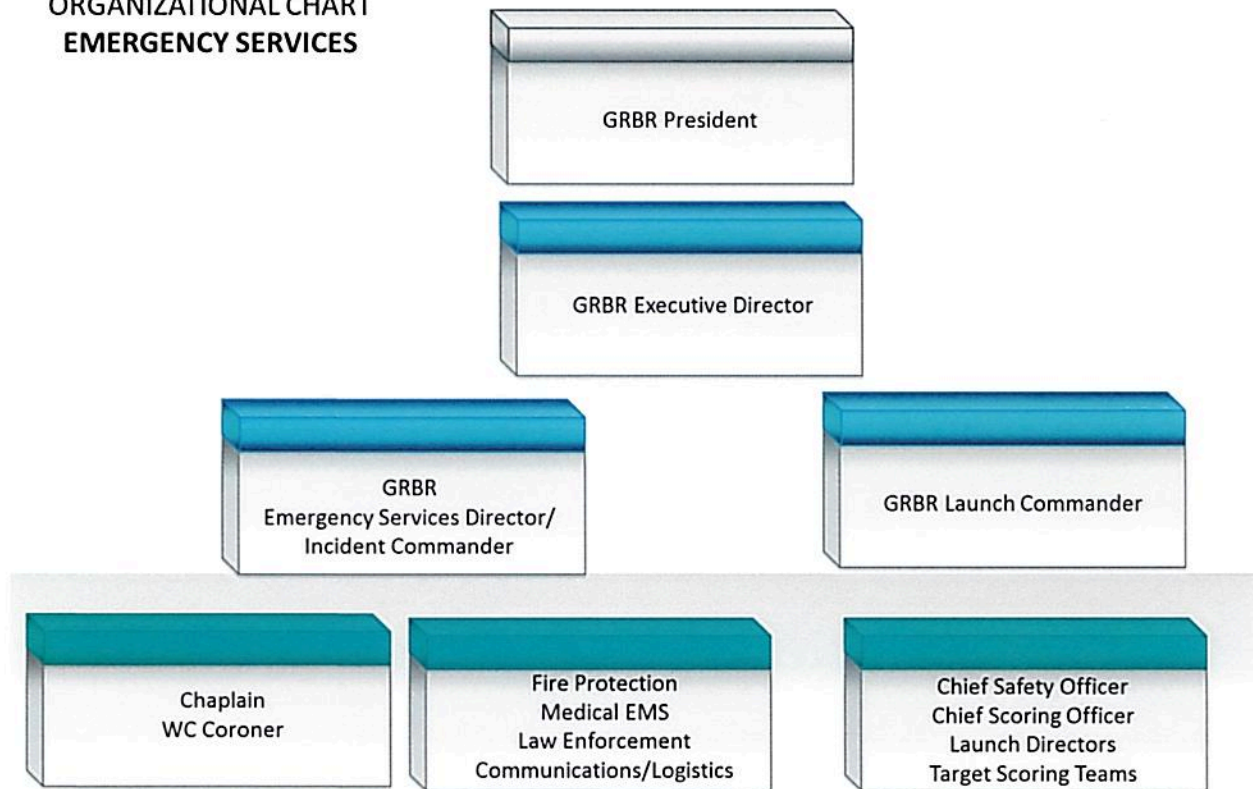 ORGANIZATIONAL CHART
EMERGENCY SERVICES
GRBR President
GRBR Executive Director
GRBR
Emergency Services Director/
Incident Commander
GRBR Launch Commander
Chaplain
WC Coroner
Fire Protection
Medical EMS
Law Enforcement
Communications/Logistics
Chief Safety Officer
Chief Scoring Officer
Launch Directors
Target Scoring Teams